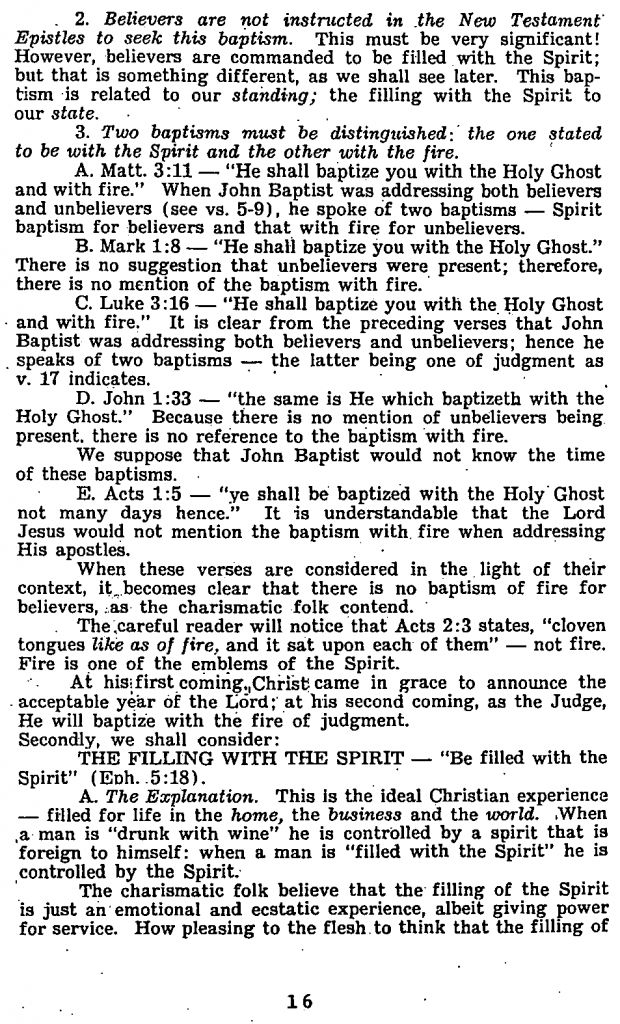 2. Believers are not instructed in the New Testament
Epistles to seek this baptism. This must be very significant!
However, believers are commanded to be filled with the Spirit;
but that is something different, as we shall see later. This bap-
tism is related to our standing; the filling with the Spirit to
our state.
3. Two baptisms must be distinguished: the one stated
to be with the Spirit and the other with the fire.
A. Matt. 3:11 — “He shall baptize you with the Holy Ghost
and with fire.” When John Baptist was addressing both believers
and unbelievers (see vs. 5-9), he spoke of two baptisms — Spirit
baptism for believers and that with fire for unbelievers.
B. Mark 1:8 — “He shall baptize you with the Holy Ghost.”
There is no suggestion that unbelievers were present; therefore,
there is no mention of the baptism with fire.
C. Luke 3:16 — “He shall baptize you with the Holy Ghost
and with fire.” It is clear from the preceding verses that John
Baptist was addressing both believers and unbelievers; hence he
speaks of two baptisms — the latter being one of judgment as
v. 17 indicates.
D. John 1:33 — “the same is He which baptizeth with the
Holy Ghost.” Because there is no mention of unbelievers being
present, there is no reference to the baptism with fire.
We suppose that John Baptist would not know the time
of these baptisms.
E. Acts 1:5 — “ye shall be baptized with the Holy Ghost
not many days hence.” It is understandable that the Lord
Jesus would not mention the baptism with fire when addressing
His apostles.
When these verses are considered in the light of their
context, it becomes clear that there is no baptism of fire for
believers, as the charismatic folk contend.
The careful reader will notice that Acts 2:3 states, “cloven
tongues like as of fire, and it sat upon each of them” — not fire.
Fire is one of the emblems of the Spirit.
At his first coming, Christ came in grace to announce the
acceptable year of the Lord; at his second coming, as the Judge,
He will baptize with the fire of judgment.
Secondly, we shall consider:
THE FILLING WITH THE SPIRIT — “Be filled with the
Spirit” (Eph. 5:18).
A. The Explanation. This is the ideal Christian experience
— filled for life in the home, the business and the world. When
a man is “drunk with wine” he is controlled by a spirit that is
foreign to himself: when a man is “filled with the Spirit” he is
controlled by the Spirit.
The charismatic folk believe that the filling of the Spirit
is just an emotional and ecstatic experience, albeit giving power
for service. How pleasing to the flesh to think that the filling of
16